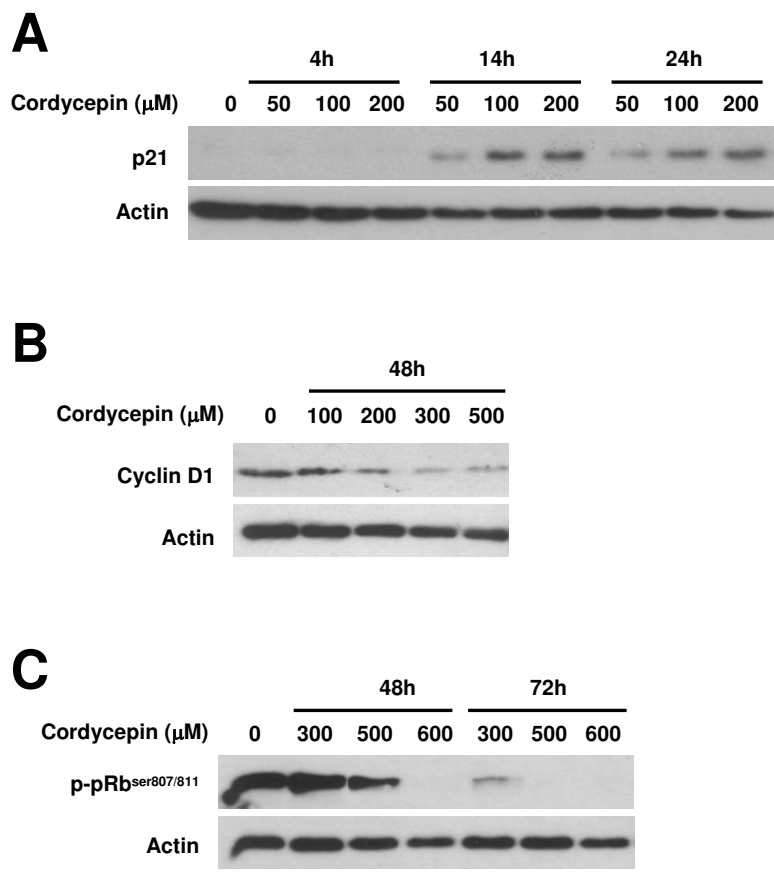 A
4h 14h 24h
Cordycepin (μM) 0 50 100 200 50 100 200 50 100 200
p21
Actin
B
48h
Cordycepin (μM) 0 100 200 300 500
Cyclin D1
Actin
C
48h 72h
Cordycepin (μM) 0 300 500 600 300 500 600
p-pRbser807/811
Actin